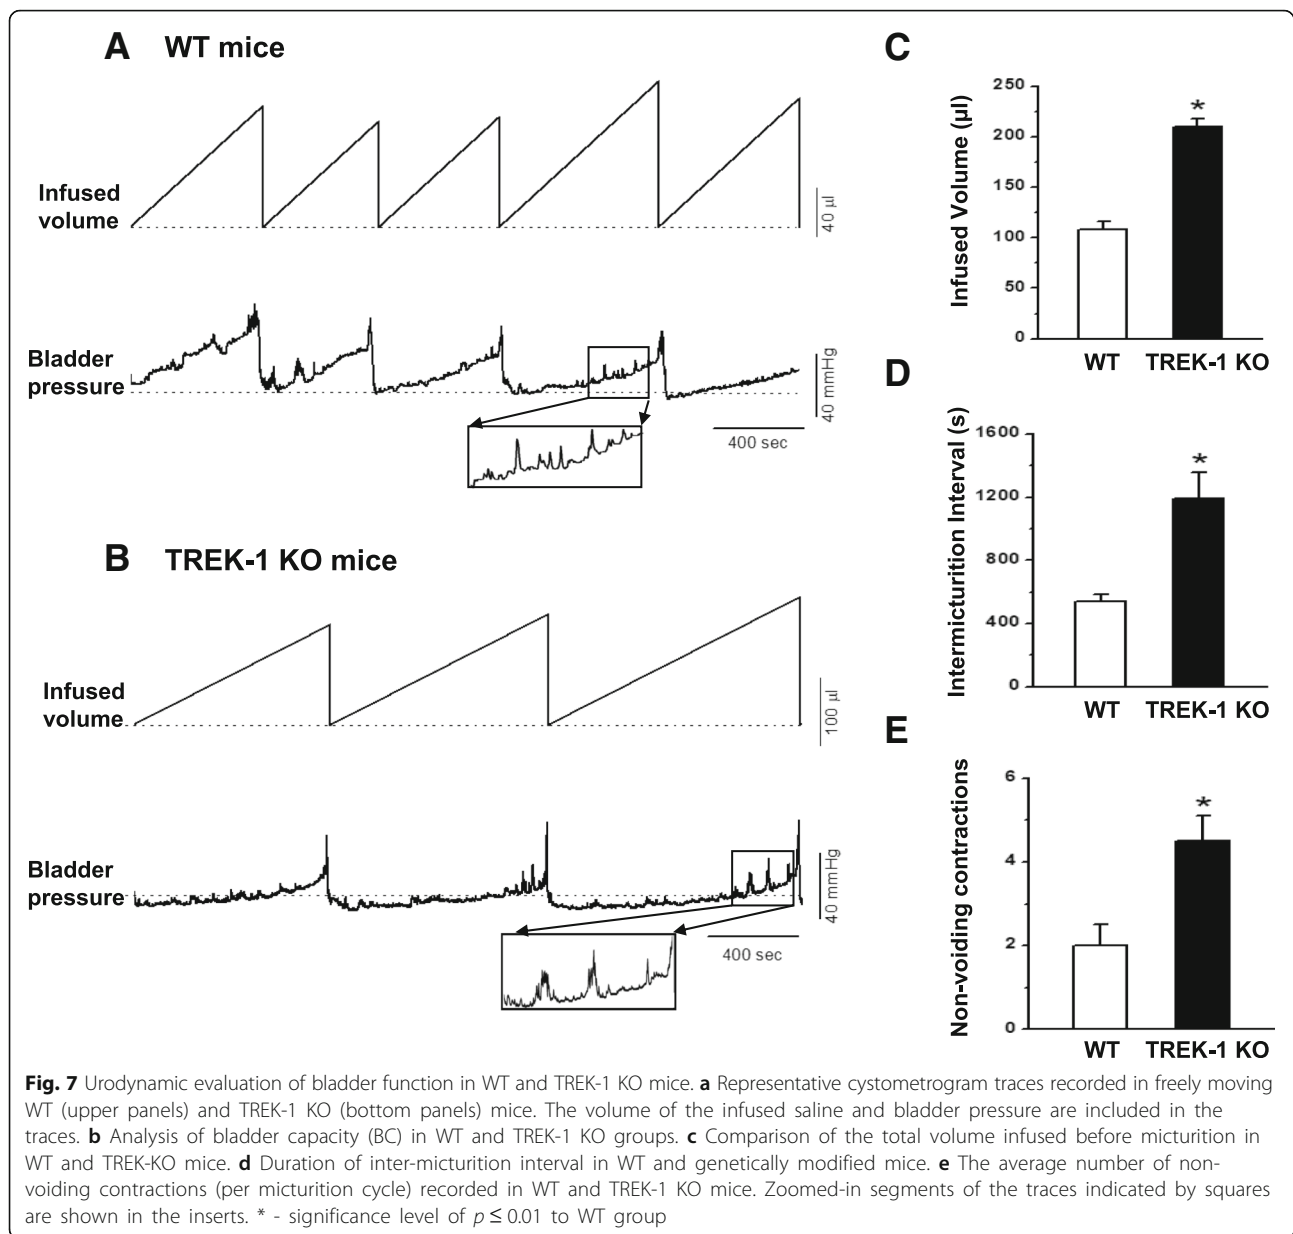 A WT mice
Infused
volume
40 µl
Bladder
pressure
40 mmHg
400 sec
B TREK-1 KO mice
Infused
volume
100 µl
Bladder
pressure
40 mmHg
400 sec
C
Infused Volume (µl)
250
200
150
100
50
0
*
WT TREK-1 KO
D
Intermicturition Interval (s)
1600
1200
800
400
0
*
WT TREK-1 KO
E
Non-voiding contractions
6
4
2
0
*
WT TREK-1 KO
Fig. 7 Urodynamic evaluation of bladder function in WT and TREK-1 KO mice. a Representative cystometrogram traces recorded in freely moving
WT (upper panels) and TREK-1 KO (bottom panels) mice. The volume of the infused saline and bladder pressure are included in the
traces. b Analysis of bladder capacity (BC) in WT and TREK-1 KO groups. c Comparison of the total volume infused before micturition in
WT and TREK-KO mice. d Duration of inter-micturition interval in WT and genetically modified mice. e The average number of non-
voiding contractions (per micturition cycle) recorded in WT and TREK-1 KO mice. Zoomed-in segments of the traces indicated by squares
are shown in the inserts. * - significance level of p ≤ 0.01 to WT group